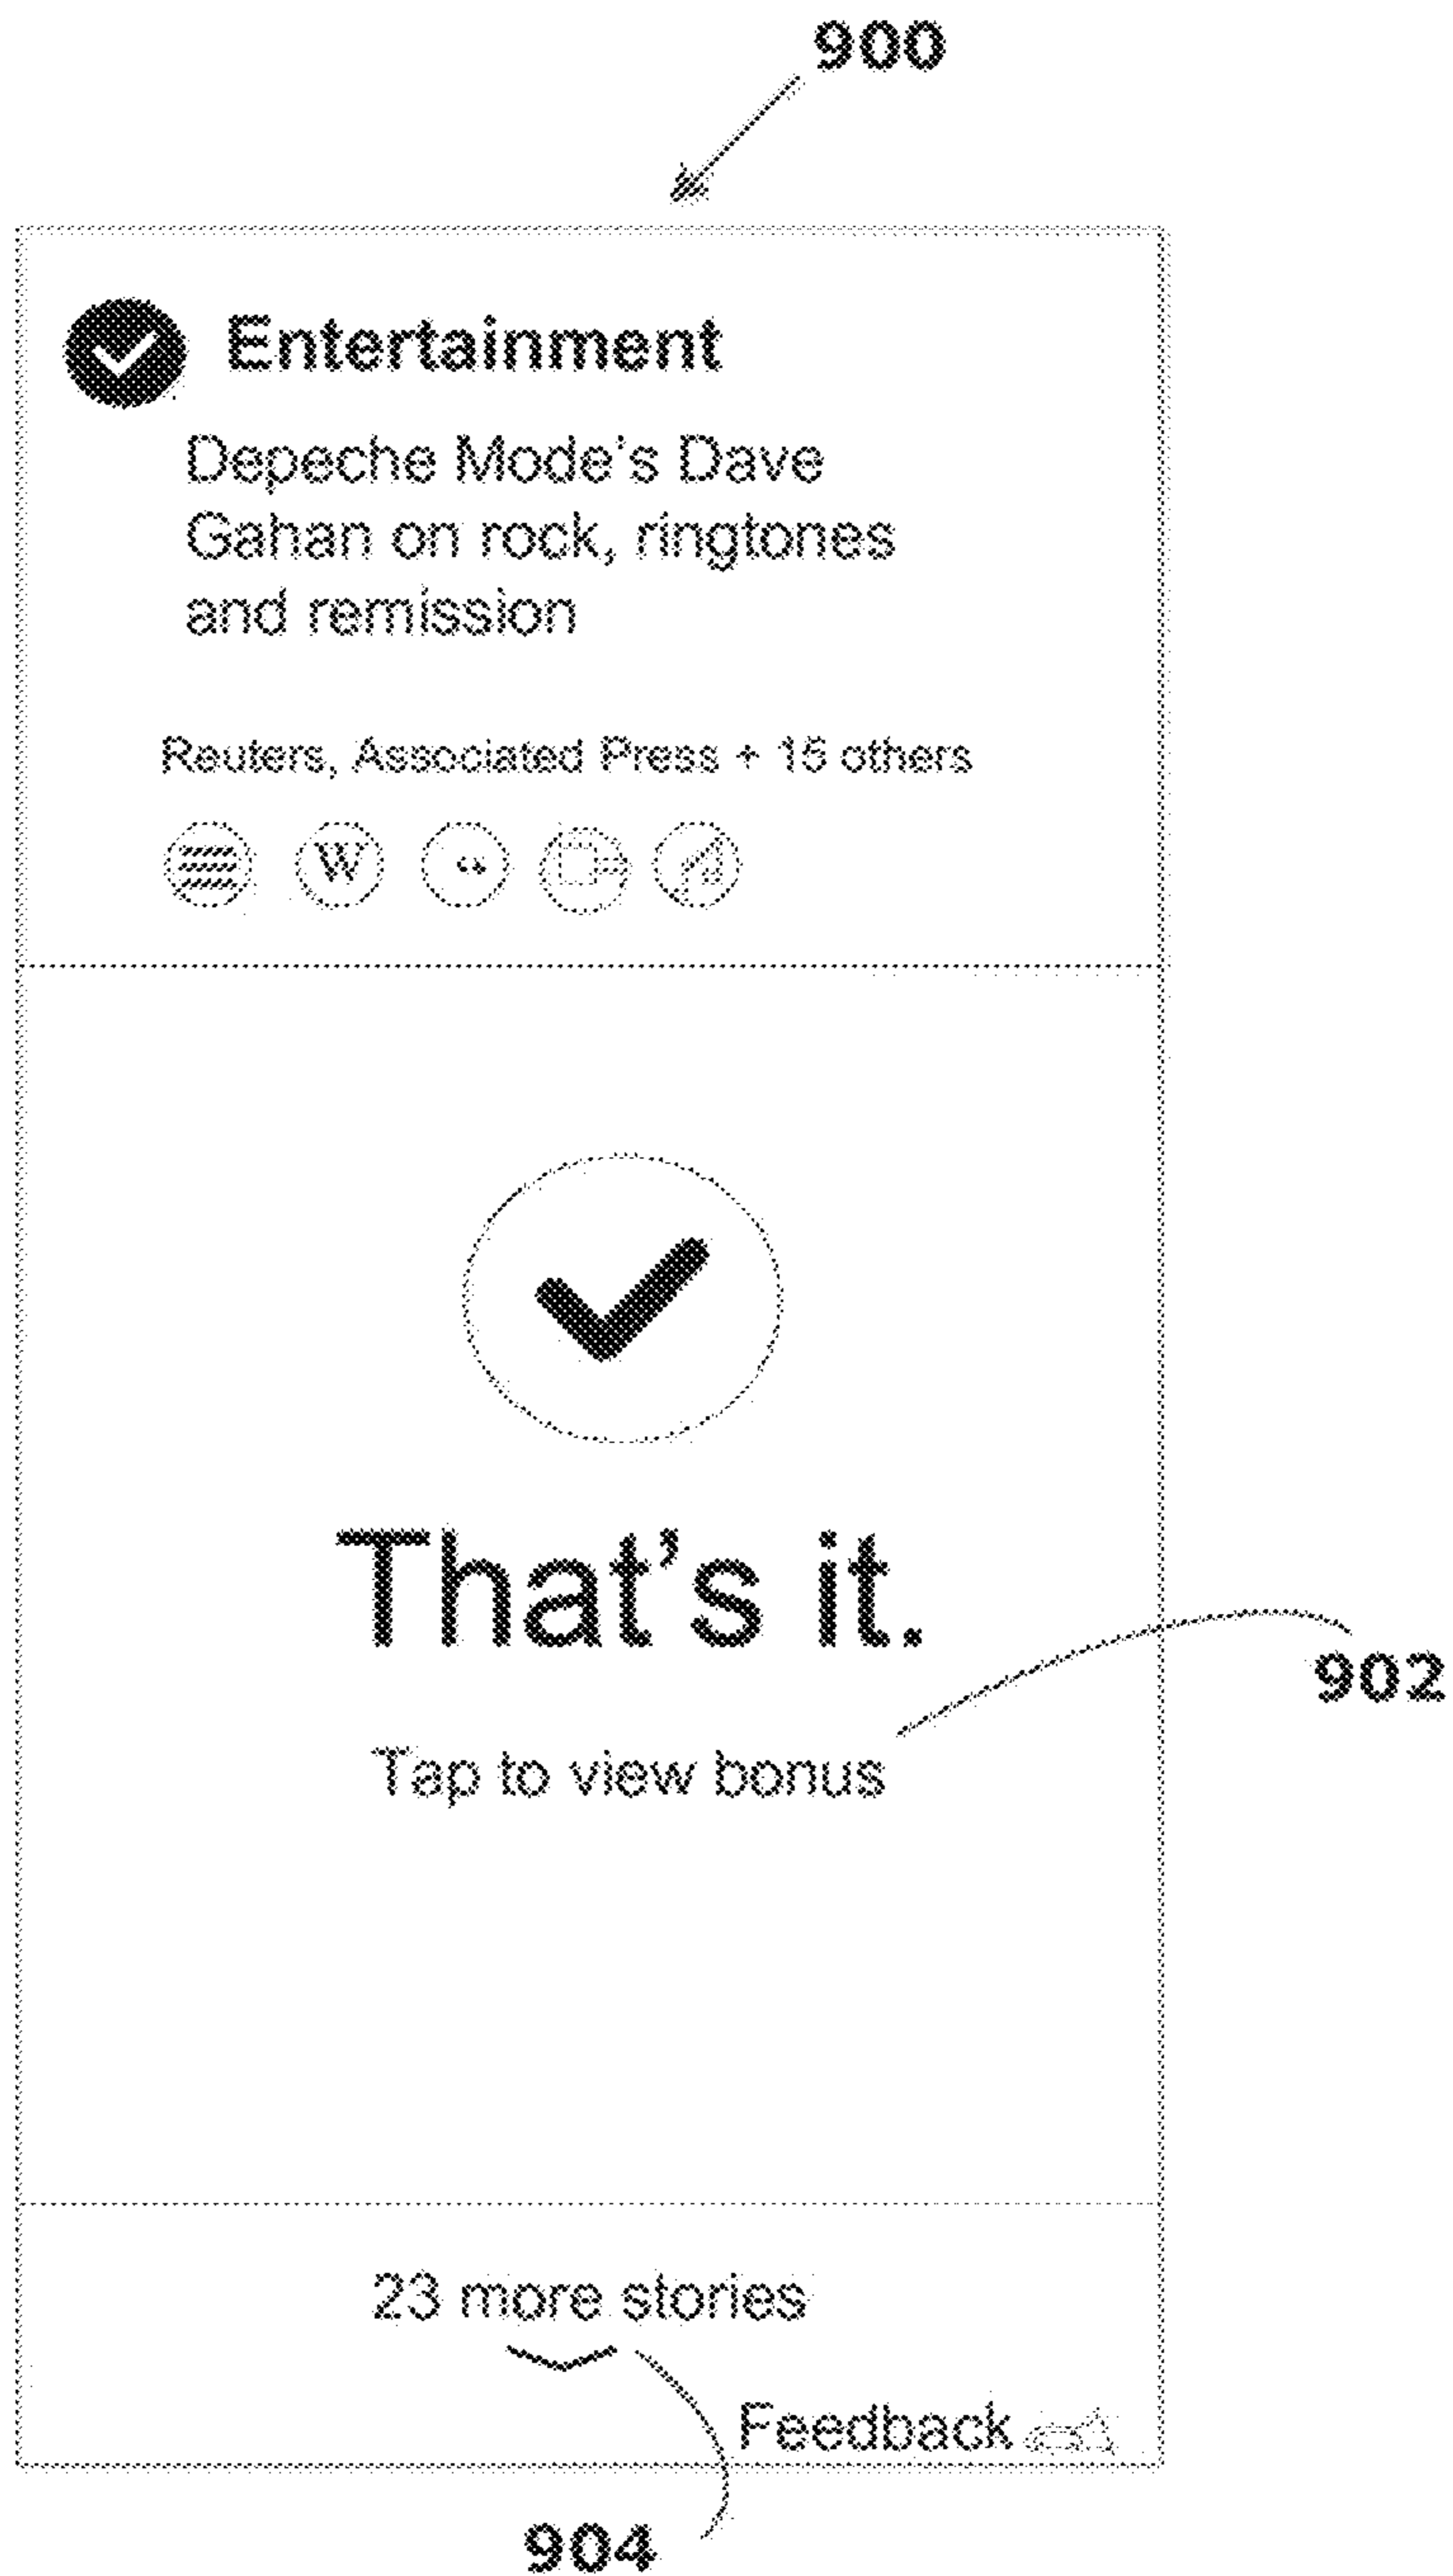 900
Entertainment
Depeche Mode's Dave
Gahan on rock, ringtones
and remission
Reuters, Associated Press + 15 others
W
That's it.
902
Tap to view bonus
23 more stories
Feedback
904